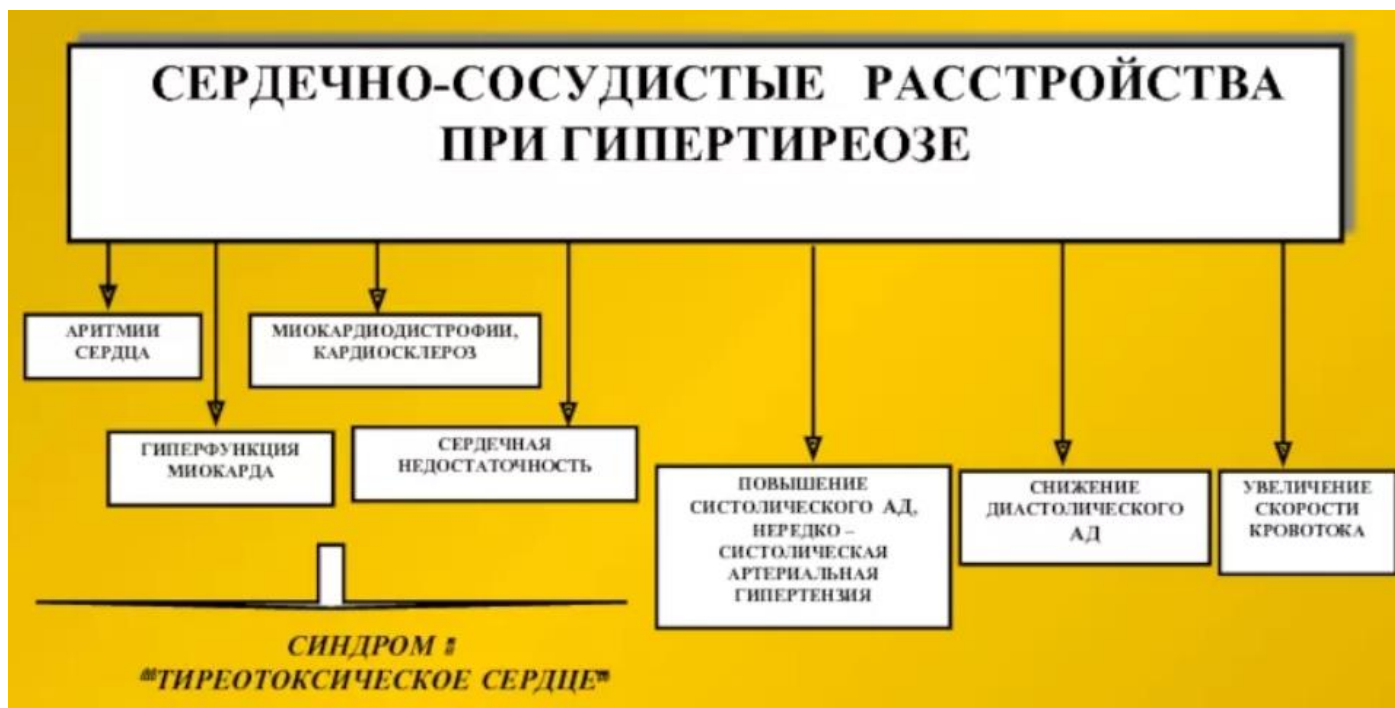 СЕРДЕЧНО-СОСУДИСТЫЕ РАССТРОЙСТВА
ПРИ ГИПЕРТИРЕОЗЕ
АРИТМИИ
СЕРДЦА
МИОКАРДИОДИСТРОФИИ,
КАРДИОСКЛЕРОЗ
ГИПЕРФУНКЦИЯ
МИОКАРДА
СЕРДЕЧНАЯ
НЕДОСТАТОЧНОСТЬ
ПОВЫШЕНИЕ
СИСТОЛИЧЕСКОГО АД,
НЕРЕДКО –
СИСТОЛИЧЕСКАЯ
АРТЕРИАЛЬНАЯ
ГИПЕРТЕНЗИЯ
СНИЖЕНИЕ
ДИАСТОЛИЧЕСКОГО
АД
УВЕЛИЧЕНИЕ
СКОРОСТИ
КРОВОТОКА
СИНДРОМ :
"ТИРЕОТОКСИЧЕСКОЕ СЕРДЦЕ"